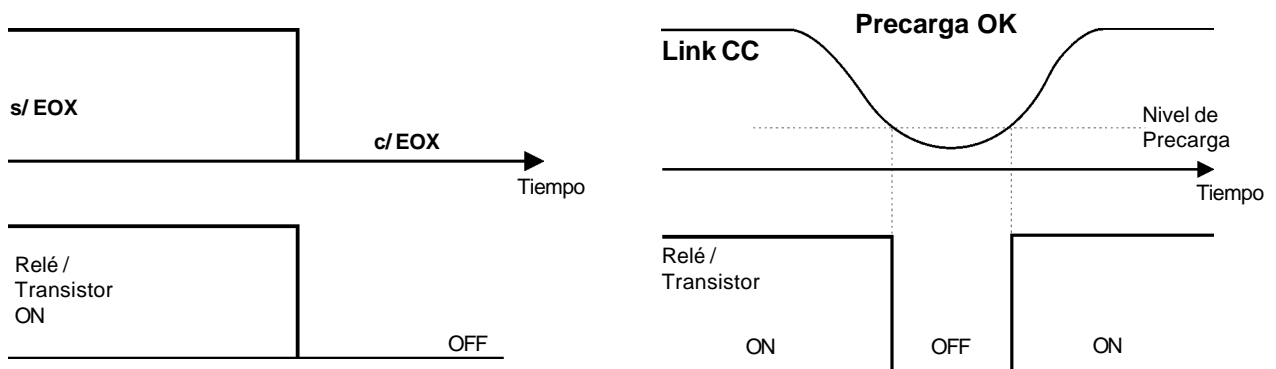 s/ EOX
c/ EOX
Tiempo
Relé /
Transistor
ON
OFF
Precarga OK
Link CC
Nivel de
Precarga
Tiempo
Relé /
Transistor
ON
OFF
ON